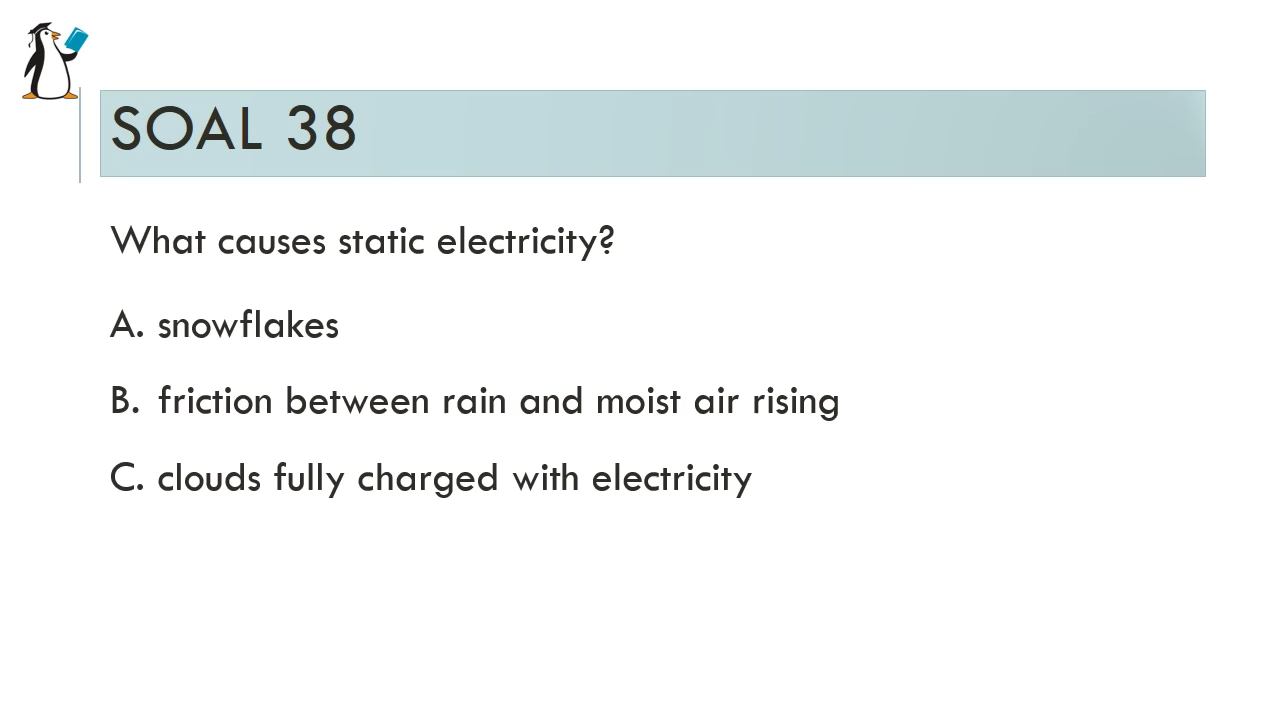 SOAL 38
What causes static electricity?
A. snowflakes
B. friction between rain and moist air rising
C. clouds fully charged with electricity